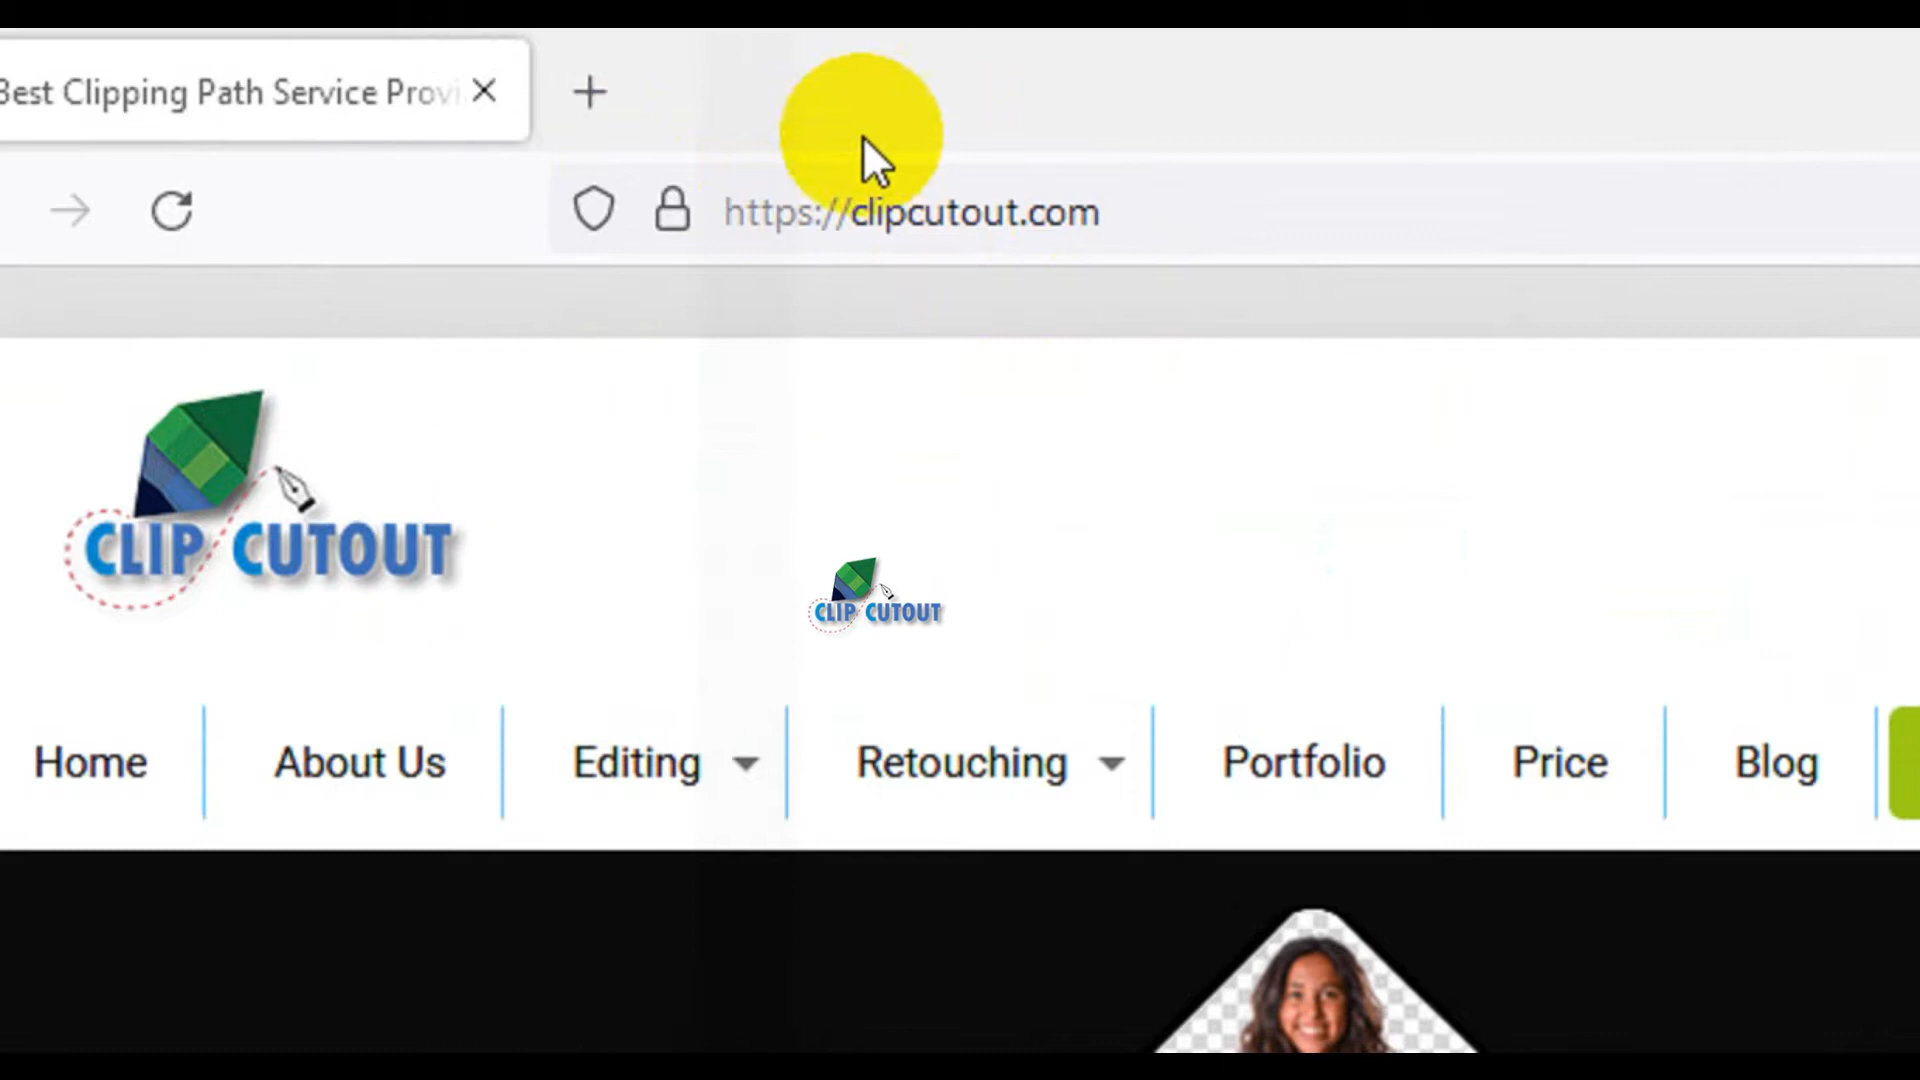 Best Clipping Path Service Provi
https://clipcutout.com
CLIP CUTOUT
CLIP CUTOUT
Home About Us Editing Retouching Portfolio Price Blog